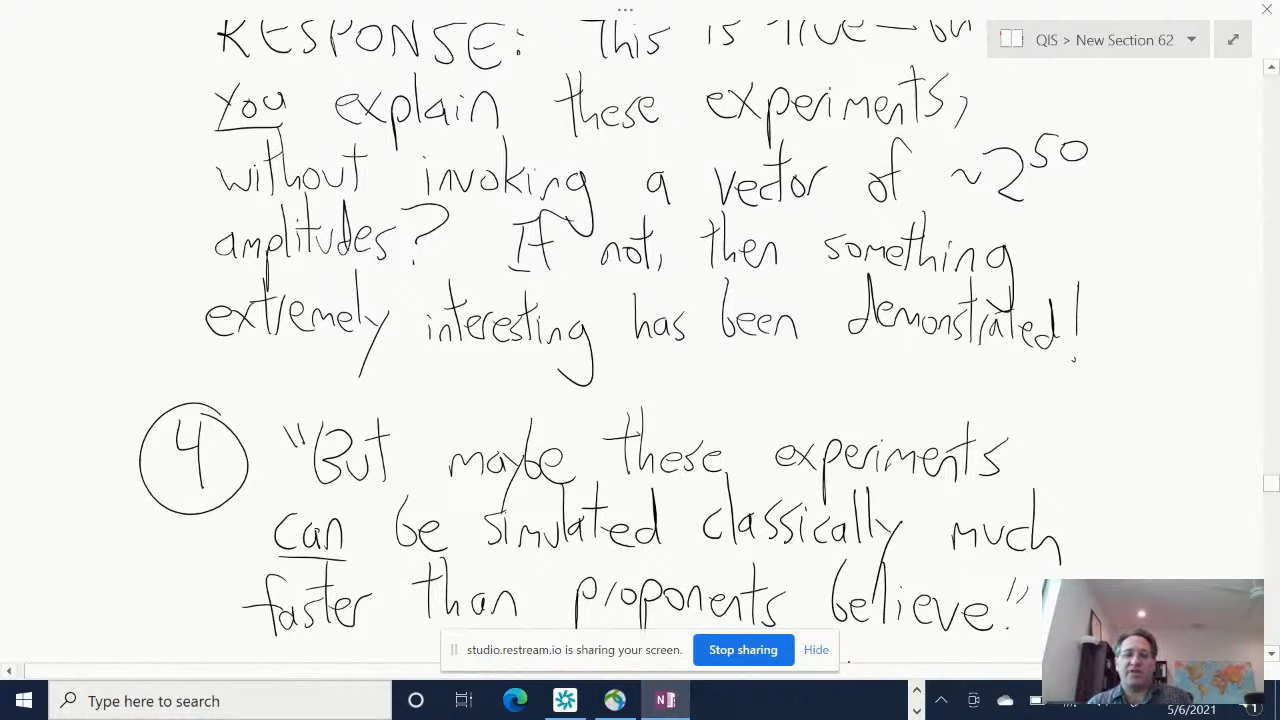 RESPONSE: This is true—but
QIS > New Section 62
you explain these experiments,
without invoking a vector of ~2^50
amplitudes? If not, then something
extremely interesting has been demonstrated!
4 "But maybe these experiments
can be simulated classically much
faster than proponents believe."
studio.restream.io is sharing your screen. Stop sharing Hide
Type here to search
5/6/2021